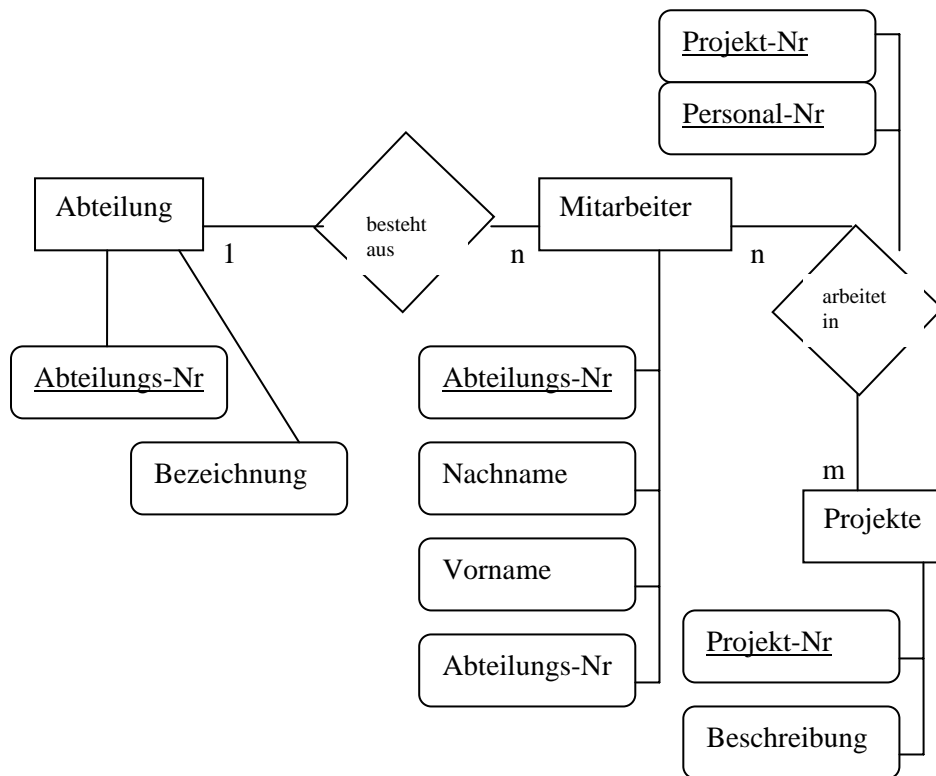 Projekt-Nr
Personal-Nr
Abteilung
besteht
aus
Mitarbeiter
1
n
n
arbeitet
in
Abteilungs-Nr
Abteilungs-Nr
Bezeichnung
Nachname
m
Projekte
Vorname
Projekt-Nr
Abteilungs-Nr
Beschreibung